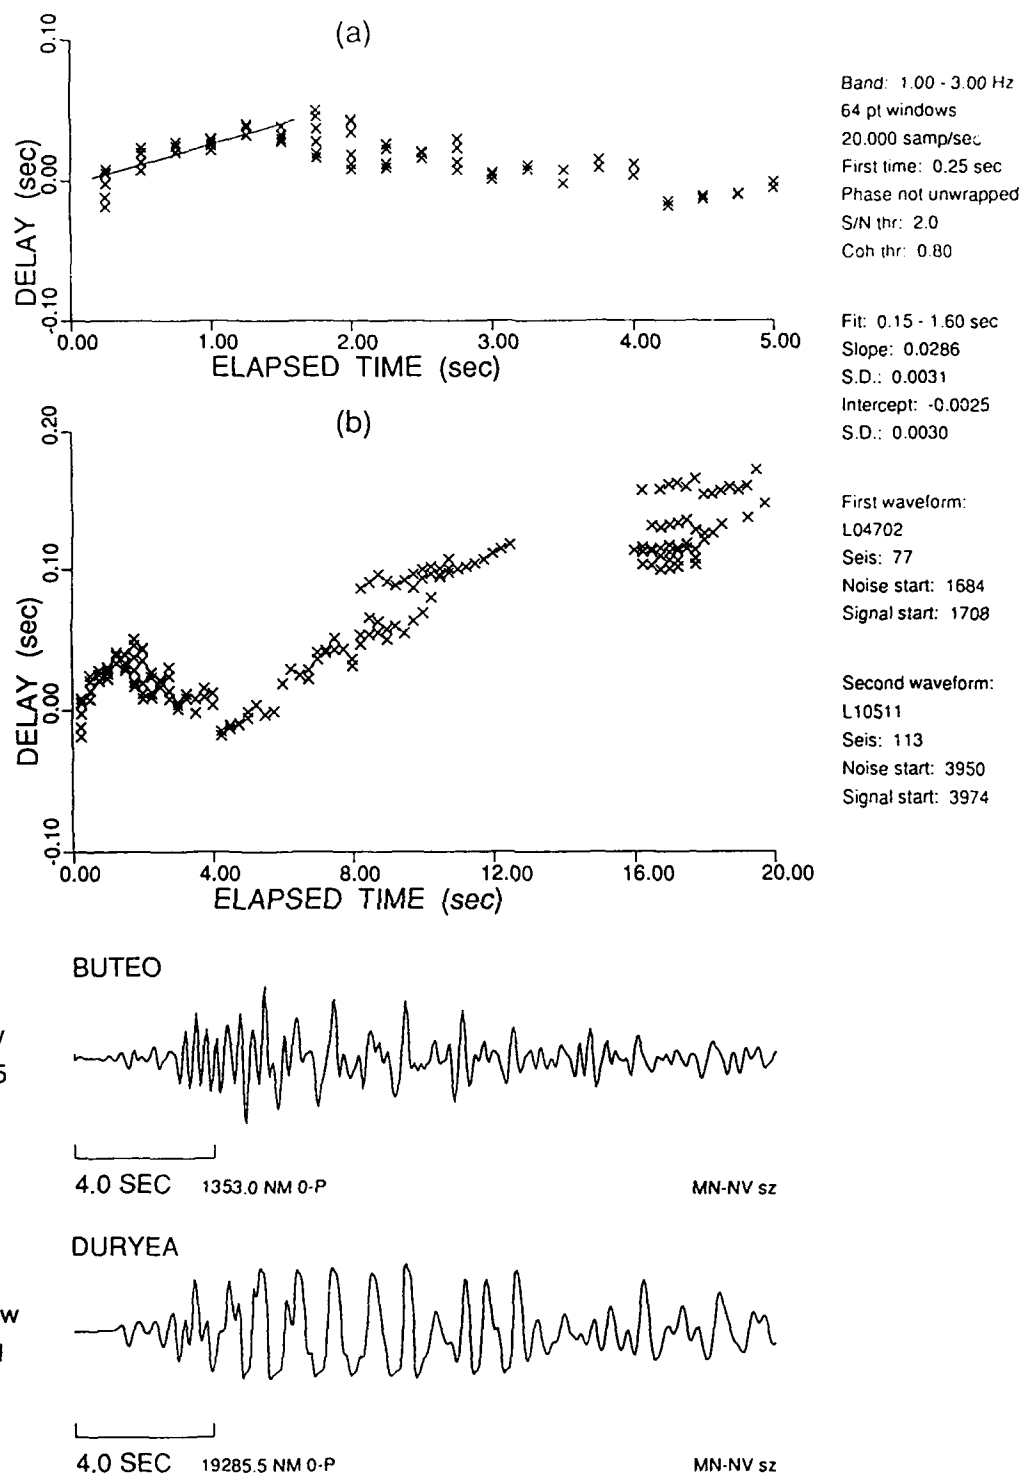 (a)
0.10
0.00
-0.10
DELAY (sec)
0.00 1.00 2.00 3.00 4.00 5.00
ELAPSED TIME (sec)
Band: 1.00 - 3.00 Hz
64 pt windows
20.000 samp/sec
First time: 0.25 sec
Phase not unwrapped
S/N thr: 2.0
Coh thr: 0.80
Fit: 0.15 - 1.60 sec
Slope: 0.0286
S.D.: 0.0031
Intercept: -0.0025
S.D.: 0.0030
(b)
0.20
0.10
0.00
-0.10
DELAY (sec)
0.00 4.00 8.00 12.00 16.00 20.00
ELAPSED TIME (sec)
First waveform:
L04702
Seis: 77
Noise start: 1684
Signal start: 1708
Second waveform:
L10511
Seis: 113
Noise start: 3950
Signal start: 3974
BUTEO
5
4.0 SEC 1353.0 NM 0-P MN-NV sz
DURYEA
w
4.0 SEC 19285.5 NM 0-P MN-NV sz